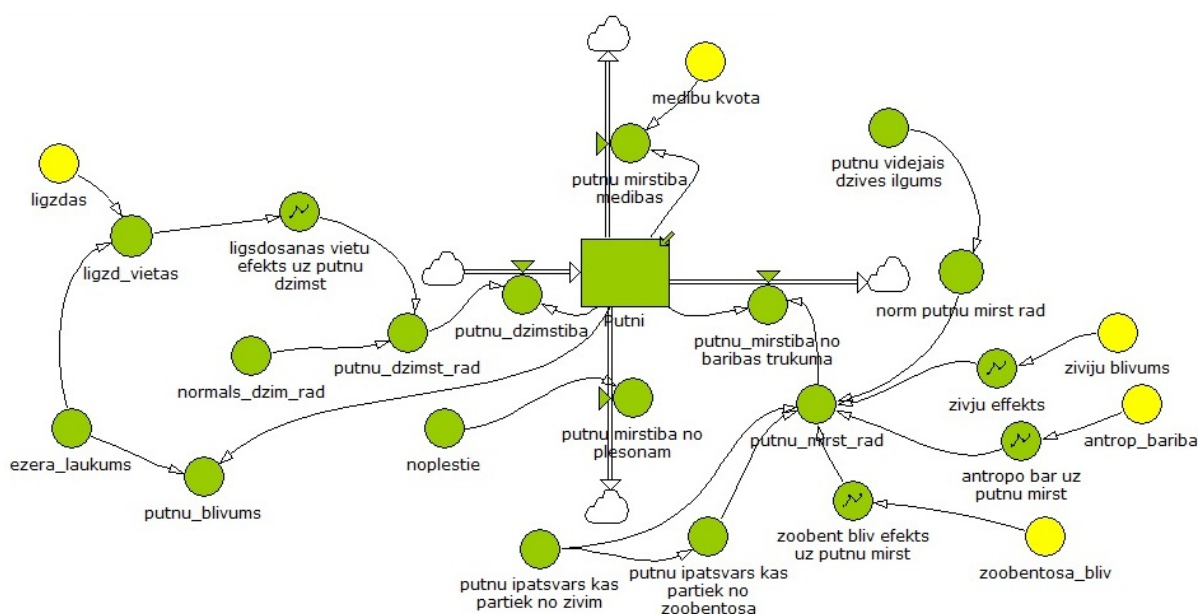 medibu kvota
putnu mirstiba
medibas
putnu videjais
dzives ilgums
ligzdas
ligzd_vietas
ligsdosanas vietu
efekts uz putnu
dzimst
putnu_dzimstiba
Putni
putnu_mirstiba no
baribas trukuma
norm putnu mirst rad
normals_dzim_rad
putnu_dzimst_rad
ziviju blivums
zivju effekts
antrop_bariba
ezera_laukums
noplestie
putnu mirstiba no
plesonam
putnu_mirst_rad
antropo bar uz
putnu mirst
putnu_blivums
zoobent bliv efekts
uz putnu mirst
zoobentosa_bliv
putnu ipatsvars kas
partiek no zivim
putnu ipatsvars kas
partiek no
zoobentosa